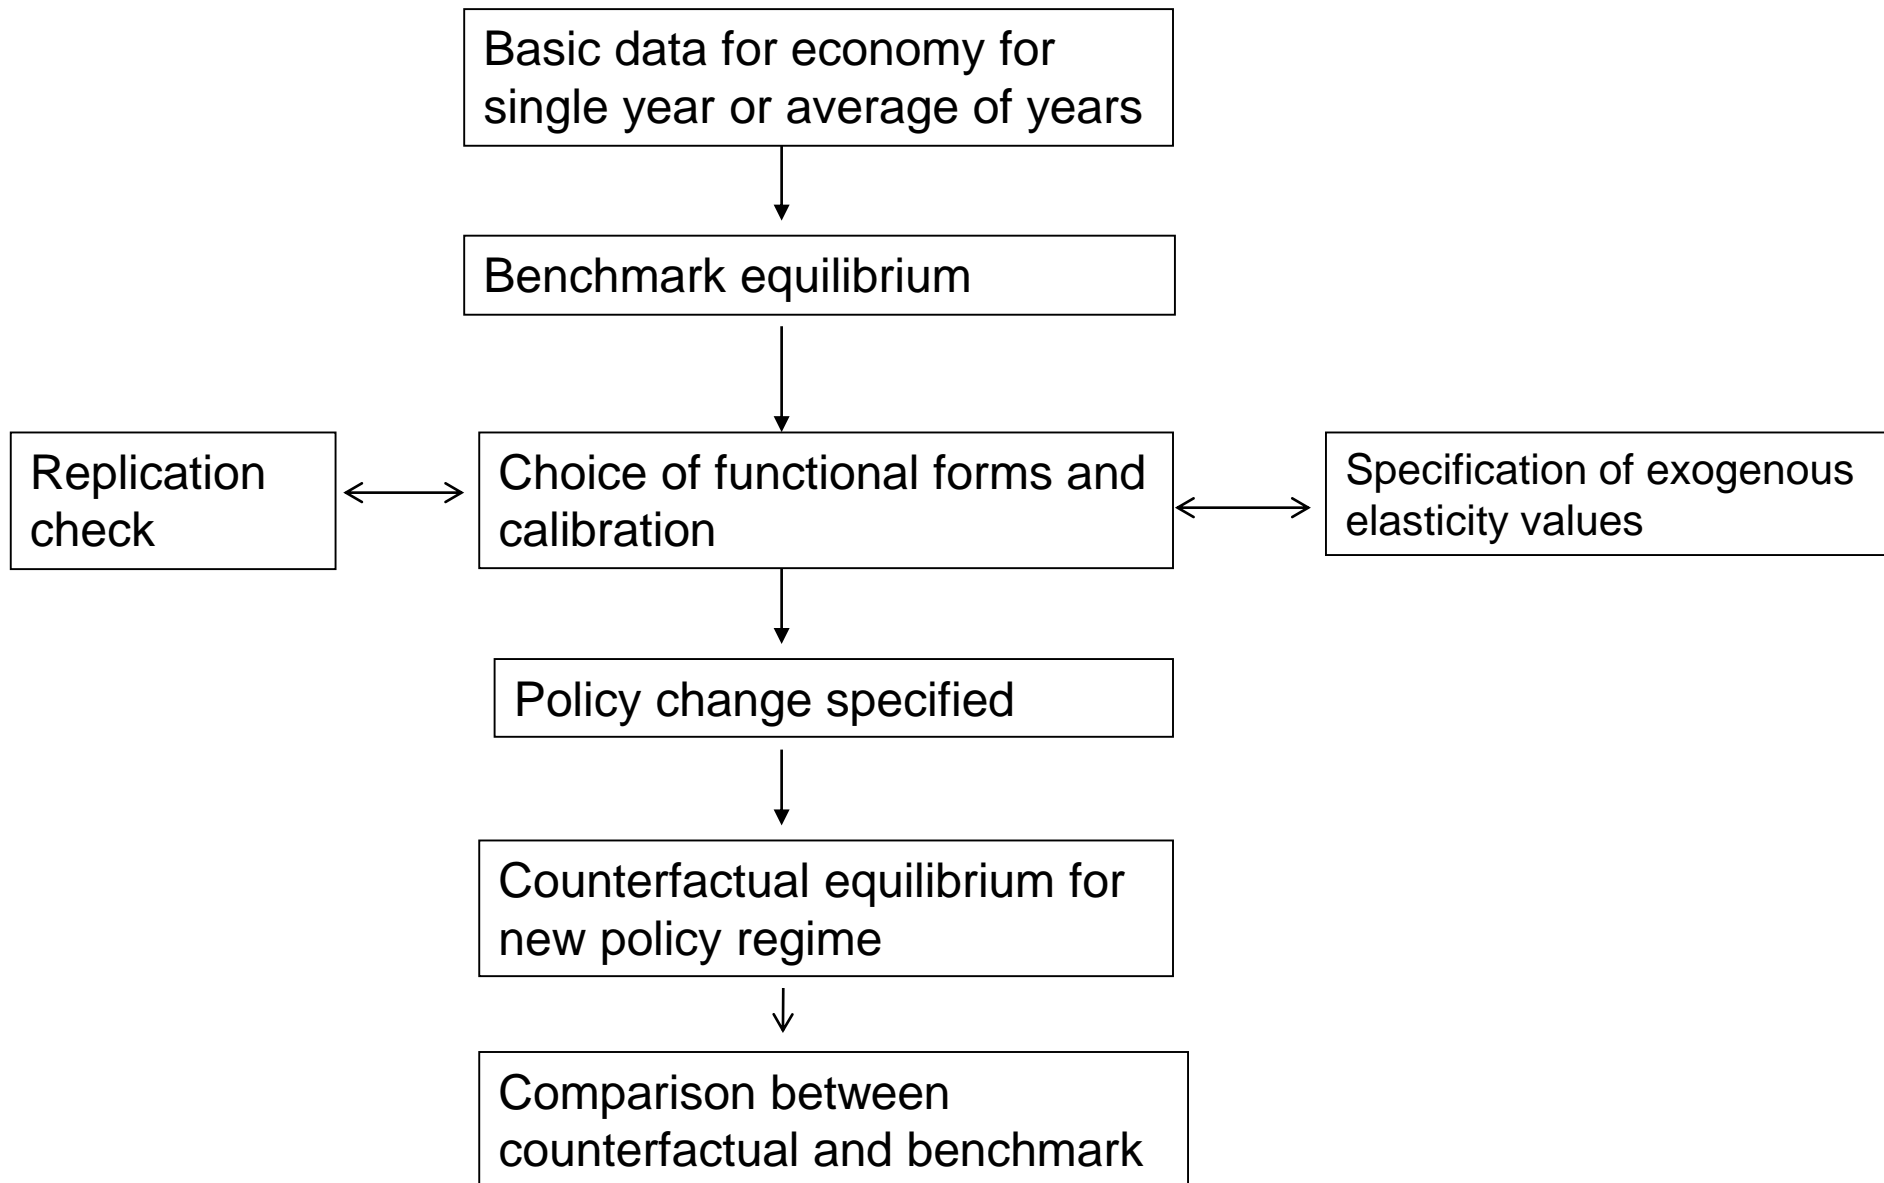 Basic data for economy for
single year or average of years
Benchmark equilibrium
Replication
check
Choice of functional forms and
calibration
Specification of exogenous
elasticity values
Policy change specified
Counterfactual equilibrium for
new policy regime
Comparison between
counterfactual and benchmark